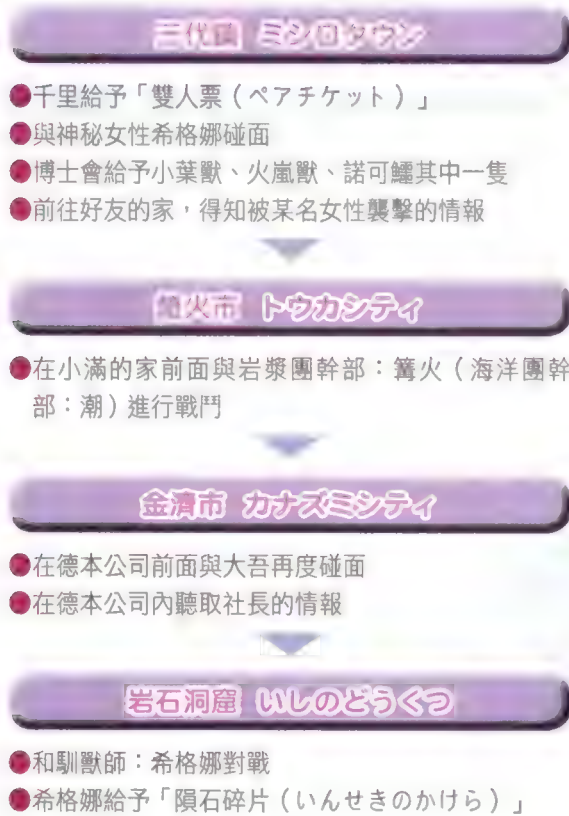 三代鎮 ミシロタウン
●千里給予「雙人票（ペアチケット）」
●與神秘女性希格娜碰面
●博士會給予小葉獸、火嵐獸、諾可鱷其中一隻
●前往好友的家，得知被某名女性襲擊的情報
火市 トウカシティ
●在小滿的家前面與岩漿團幹部：篝火（海洋團幹
部：潮）進行戰鬥
金濟市 カナズミシティ
●在德本公司前面與大吾再度碰面
●在德本公司內聽取社長的情報
岩石洞窟 いしのどうくつ
●和馴獸師：希格娜對戰
●希格娜給予「隕石碎片（いんせきのかけら）」